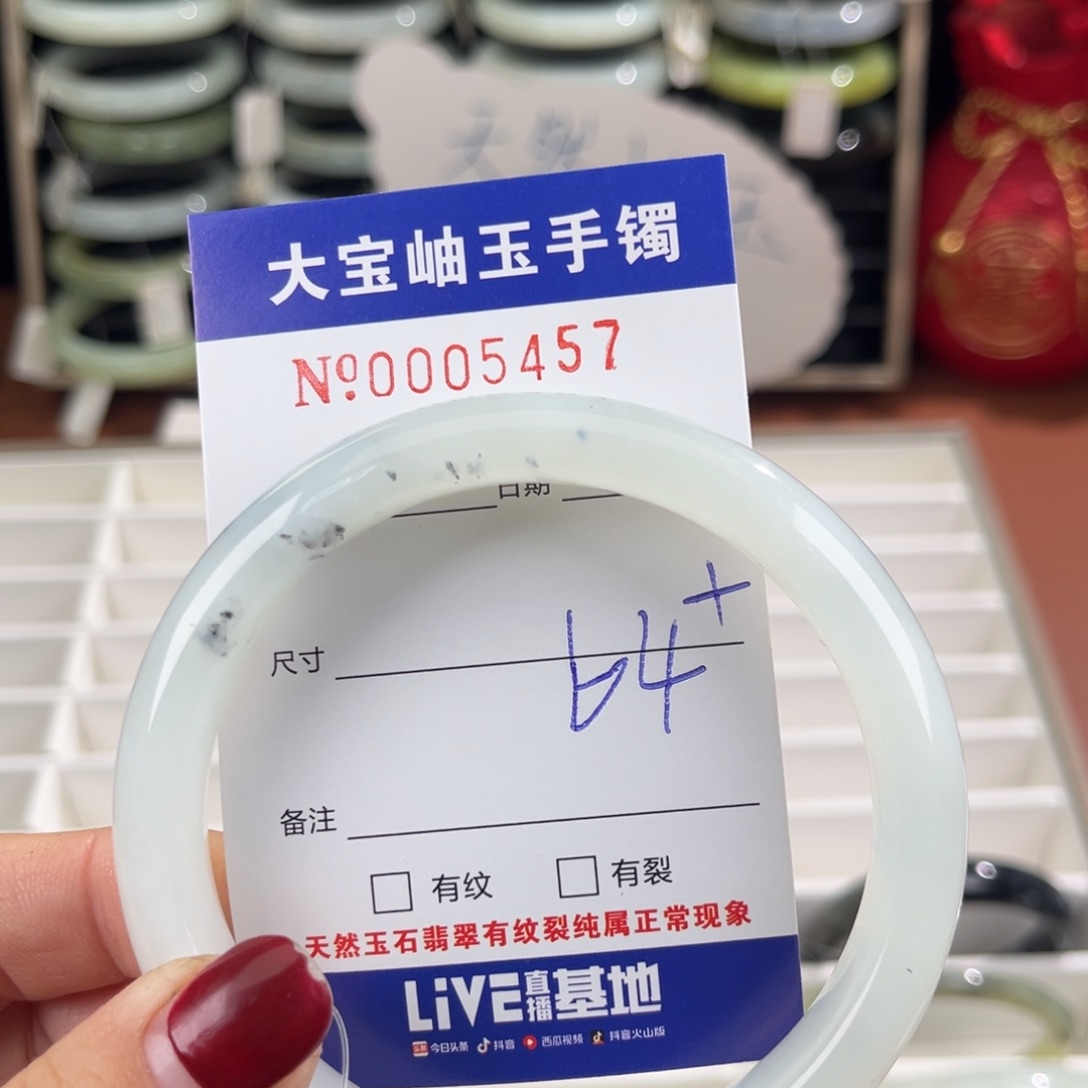 大宝岫玉手镯
№0005457
日期
尺寸 64+
备注
有纹 有裂
天然玉石翡翠有纹裂纯属正常现象
LiVE直播基地
今日头条 抖音 西瓜视频 抖音火山版